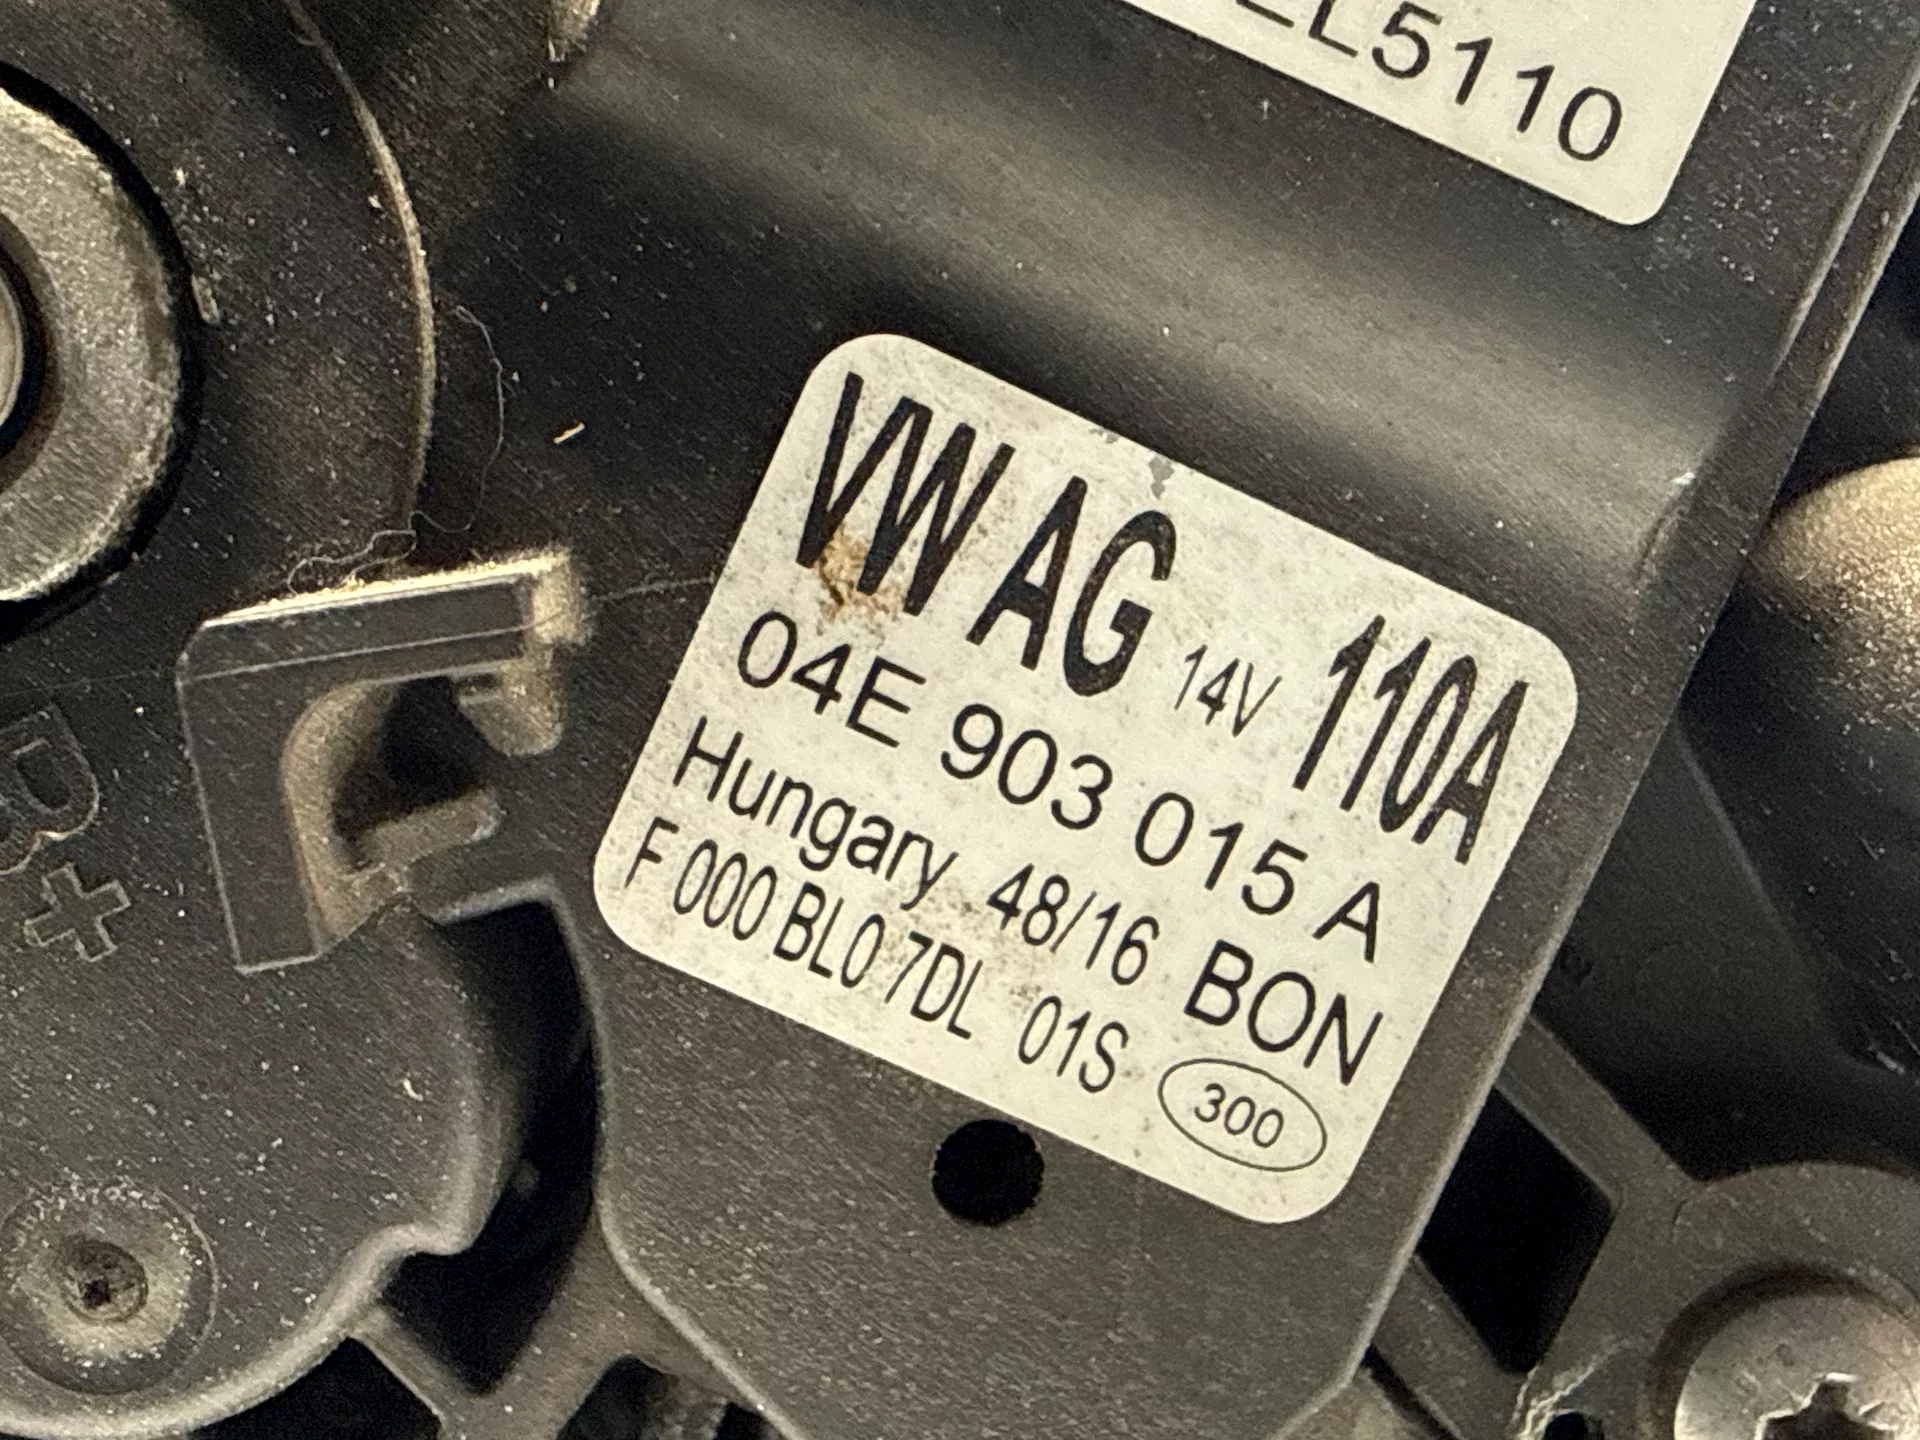 EL5110
VW AG 14V 110A
04E 903 015 A
Hungary 48/16 BON
F 000 BL0 7DL 01S 300
B+